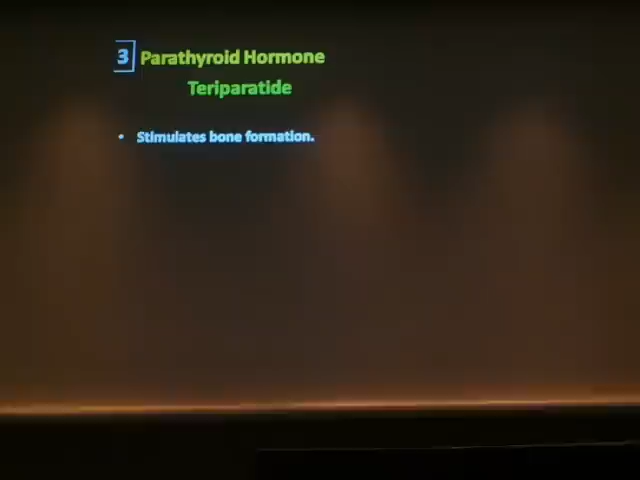 3 Parathyroid Hormone
Teriparatide
• Stimulates bone formation.